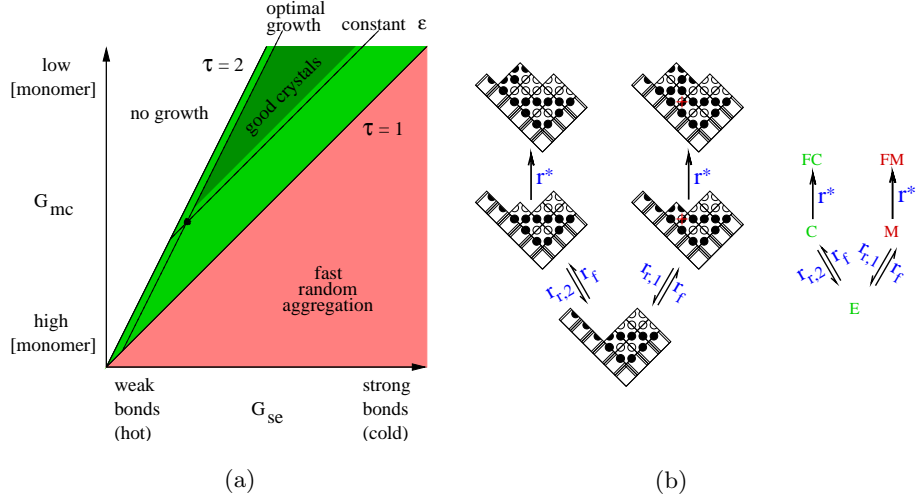 optimal
growth
constant ε
τ = 2
low
[monomer]
good crystals
no growth
τ = 1
G_mc
fast
random
aggregation
high
[monomer]
weak
bonds
(hot)
G_se
strong
bonds
(cold)
(a)
r*
r*
r_r,2
r_f
r_r,1
r_f
FC
FM
r*
r*
C
M
r_r,2
r_f
r_r,1
r_f
E
(b)